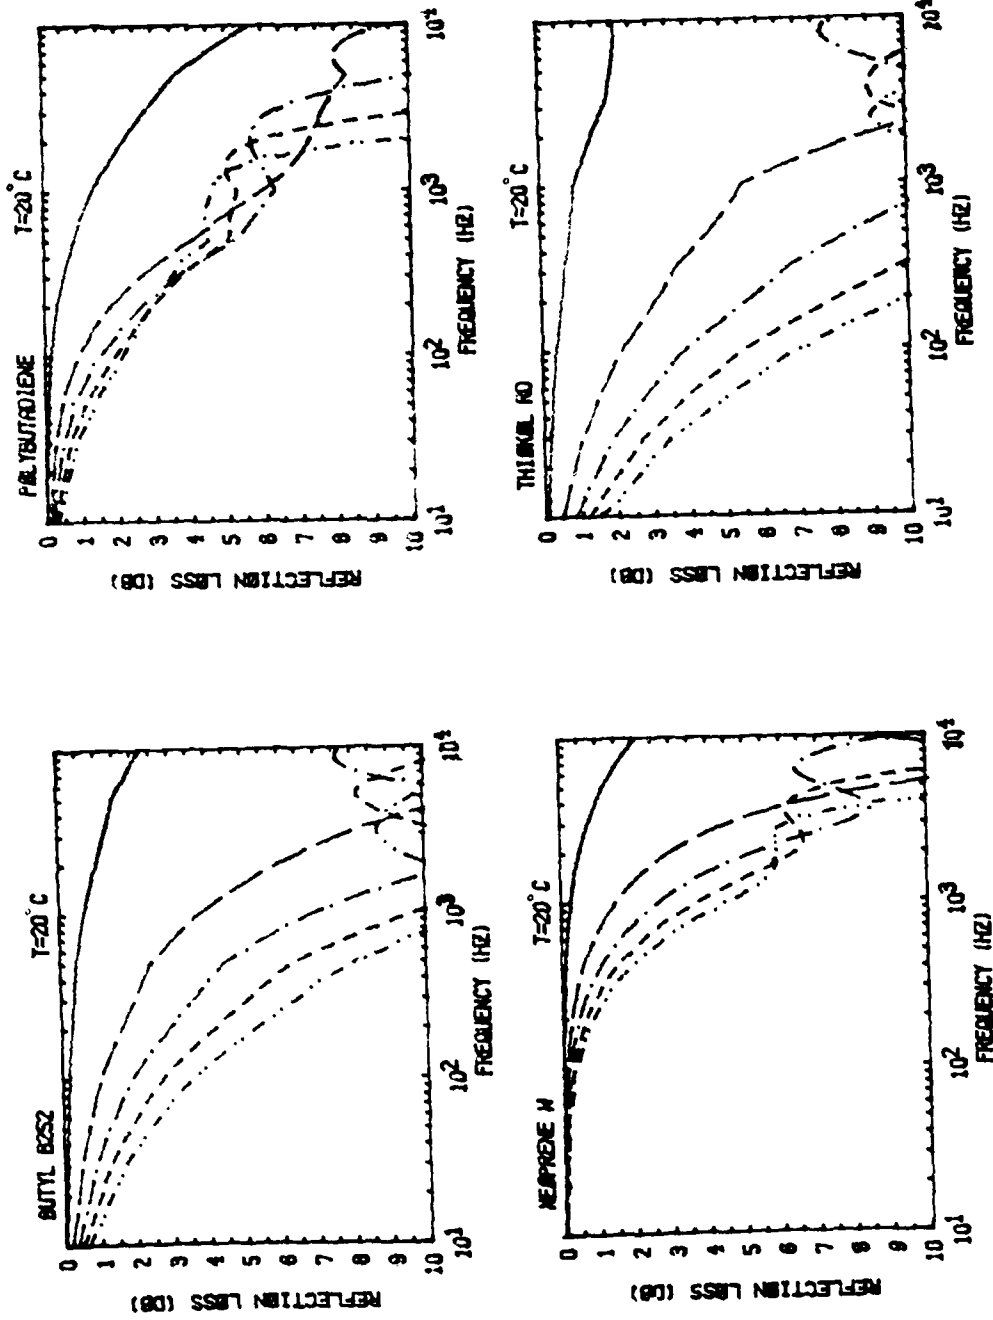 BUTYL B252 T=20°C
0 1 2 3 4 5 6 7 8 9 10
REFLECTION LOSS (DB)
10¹ 10² 10³ 10⁴
FREQUENCY (HZ)
POLYBUTADIENE T=20°C
0 1 2 3 4 5 6 7 8 9 10
REFLECTION LOSS (DB)
10¹ 10² 10³ 10⁴
FREQUENCY (HZ)
NEOPRENE W T=20°C
0 1 2 3 4 5 6 7 8 9 10
REFLECTION LOSS (DB)
10¹ 10² 10³ 10⁴
FREQUENCY (HZ)
THIOKOL RD T=20°C
0 1 2 3 4 5 6 7 8 9 10
REFLECTION LOSS (DB)
10¹ 10² 10³ 10⁴
FREQUENCY (HZ)